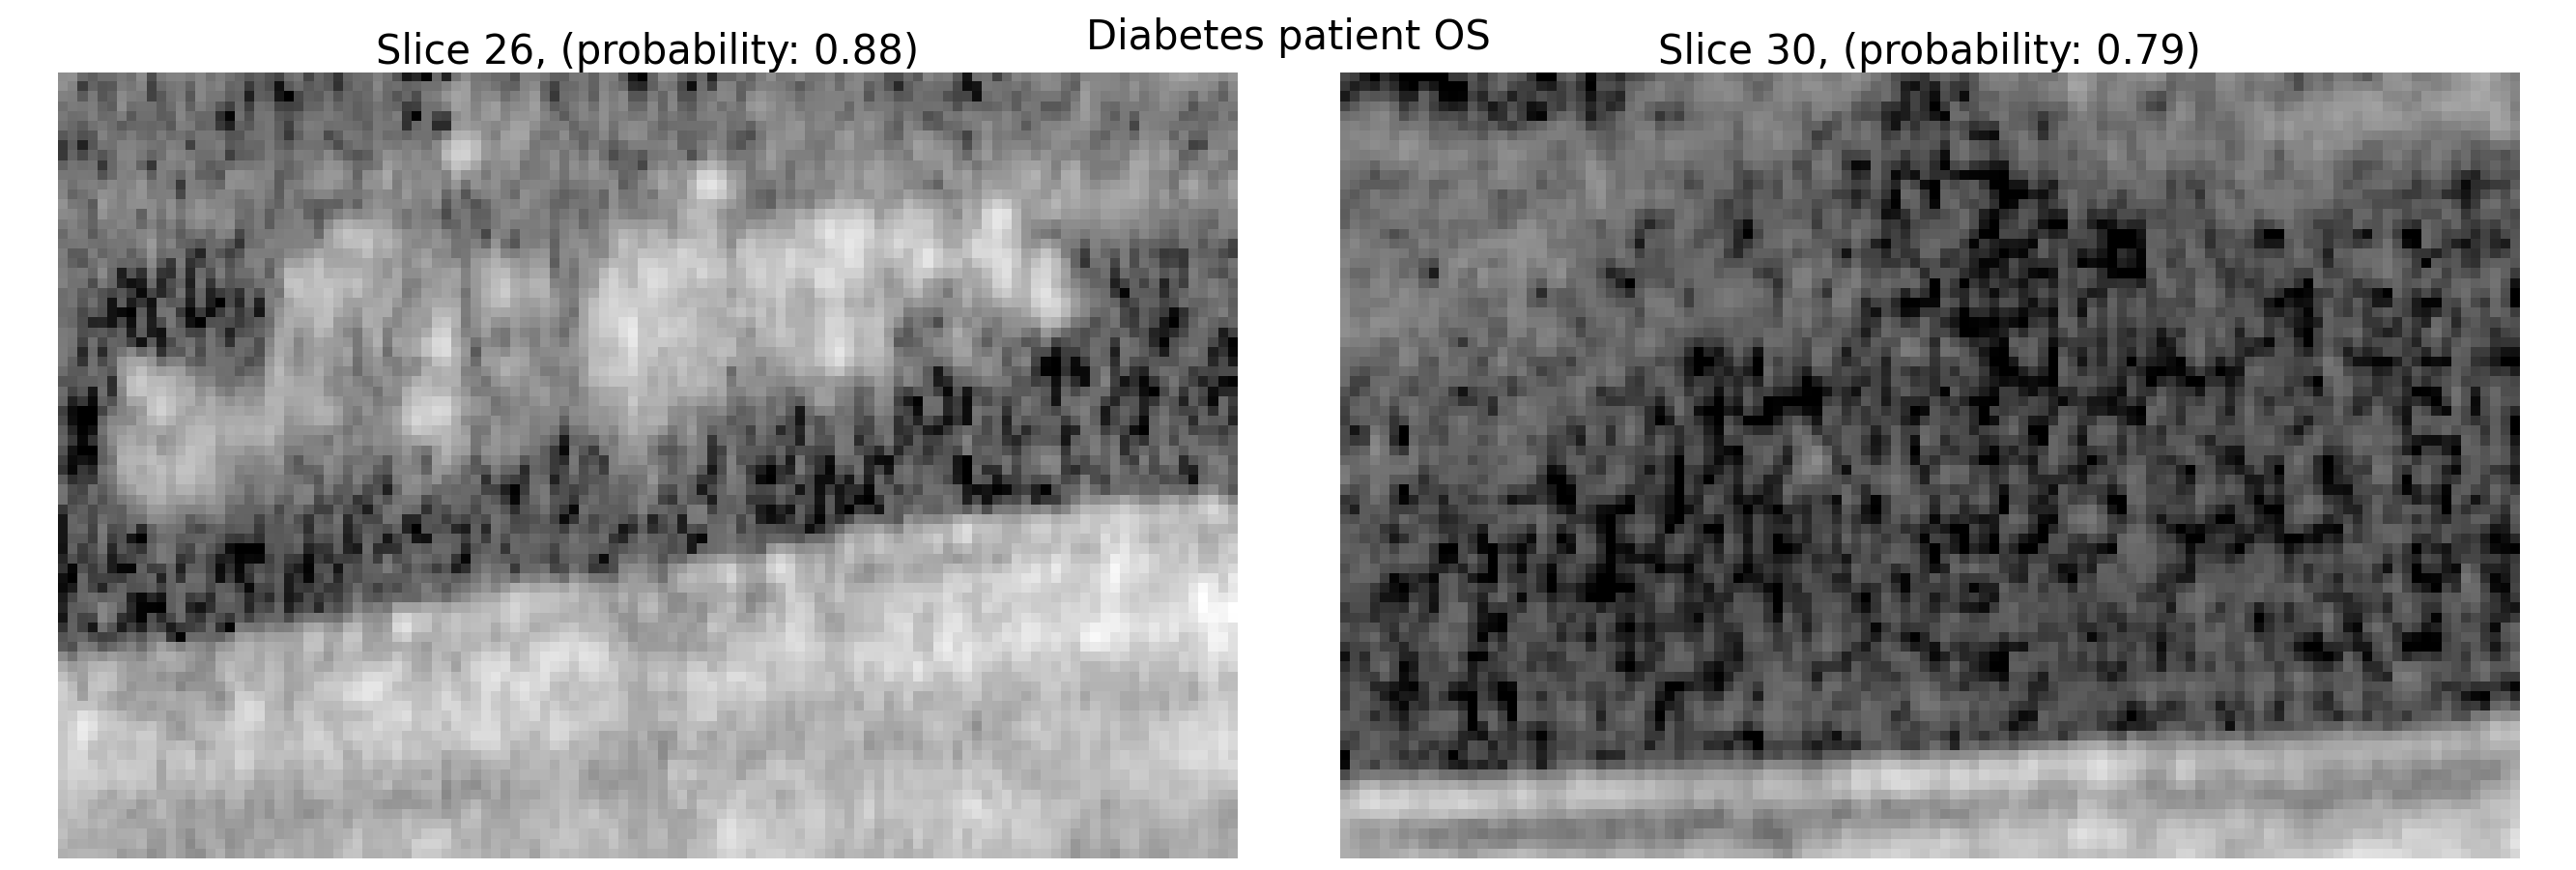 Diabetes patient OS
Slice 26, (probability: 0.88)
Slice 30, (probability: 0.79)